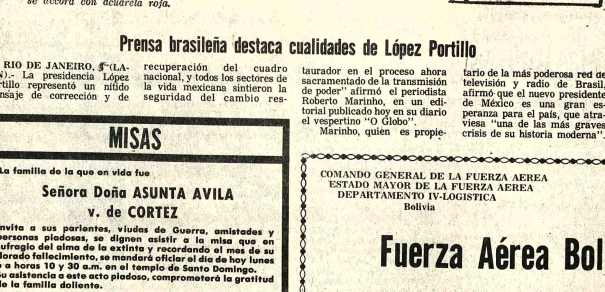 se acordó con acuarela roja.
Prensa brasileña destaca cualidades de López Portillo
RIO DE JANEIRO, (LA-
N).- La presidencia López
rtillo representó un nítido
nsaje de corrección y de
recuperación del cuadro
nacional, y todos los sectores de
la vida mexicana sintieron la
seguridad del cambio res-
taurador en el proceso ahora
sacramentado de la transmisión
de poder" afirmó el periodista
Roberto Marinho, en un edi-
torial publicado hoy en su diario
el vespertino "O Globo".
Marinho, quien es propie-
tario de la más poderosa red de
televisión y radio de Brasil,
afirmó que el nuevo presidente
de México es una gran es-
peranza para el país, que atra-
viesa "una de las más graves
crisis de su historia moderna".
MISAS
La familia de la que en vida fue
Señora Doña ASUNTA AVILA
v. de CORTEZ
nvita a sus parientes, viudas de Guerra, amistades y
ersonas piadosas, se dignen asistir a la misa que en
ufragio del alma de la extinta y recordando el mes de su
lorado fallecimiento, se mandará oficiar el día de hoy lunes
a horas 10 y 30 a.m. en el templo de Santo Domingo.
Su asistencia a este acto piadoso, comprometerá la gratitud
de la familia doliente.
COMANDO GENERAL DE LA FUERZA AEREA
ESTADO MAYOR DE LA FUERZA AEREA
DEPARTAMENTO IV-LOGISTICA
Bolivia
Fuerza Aérea Bol